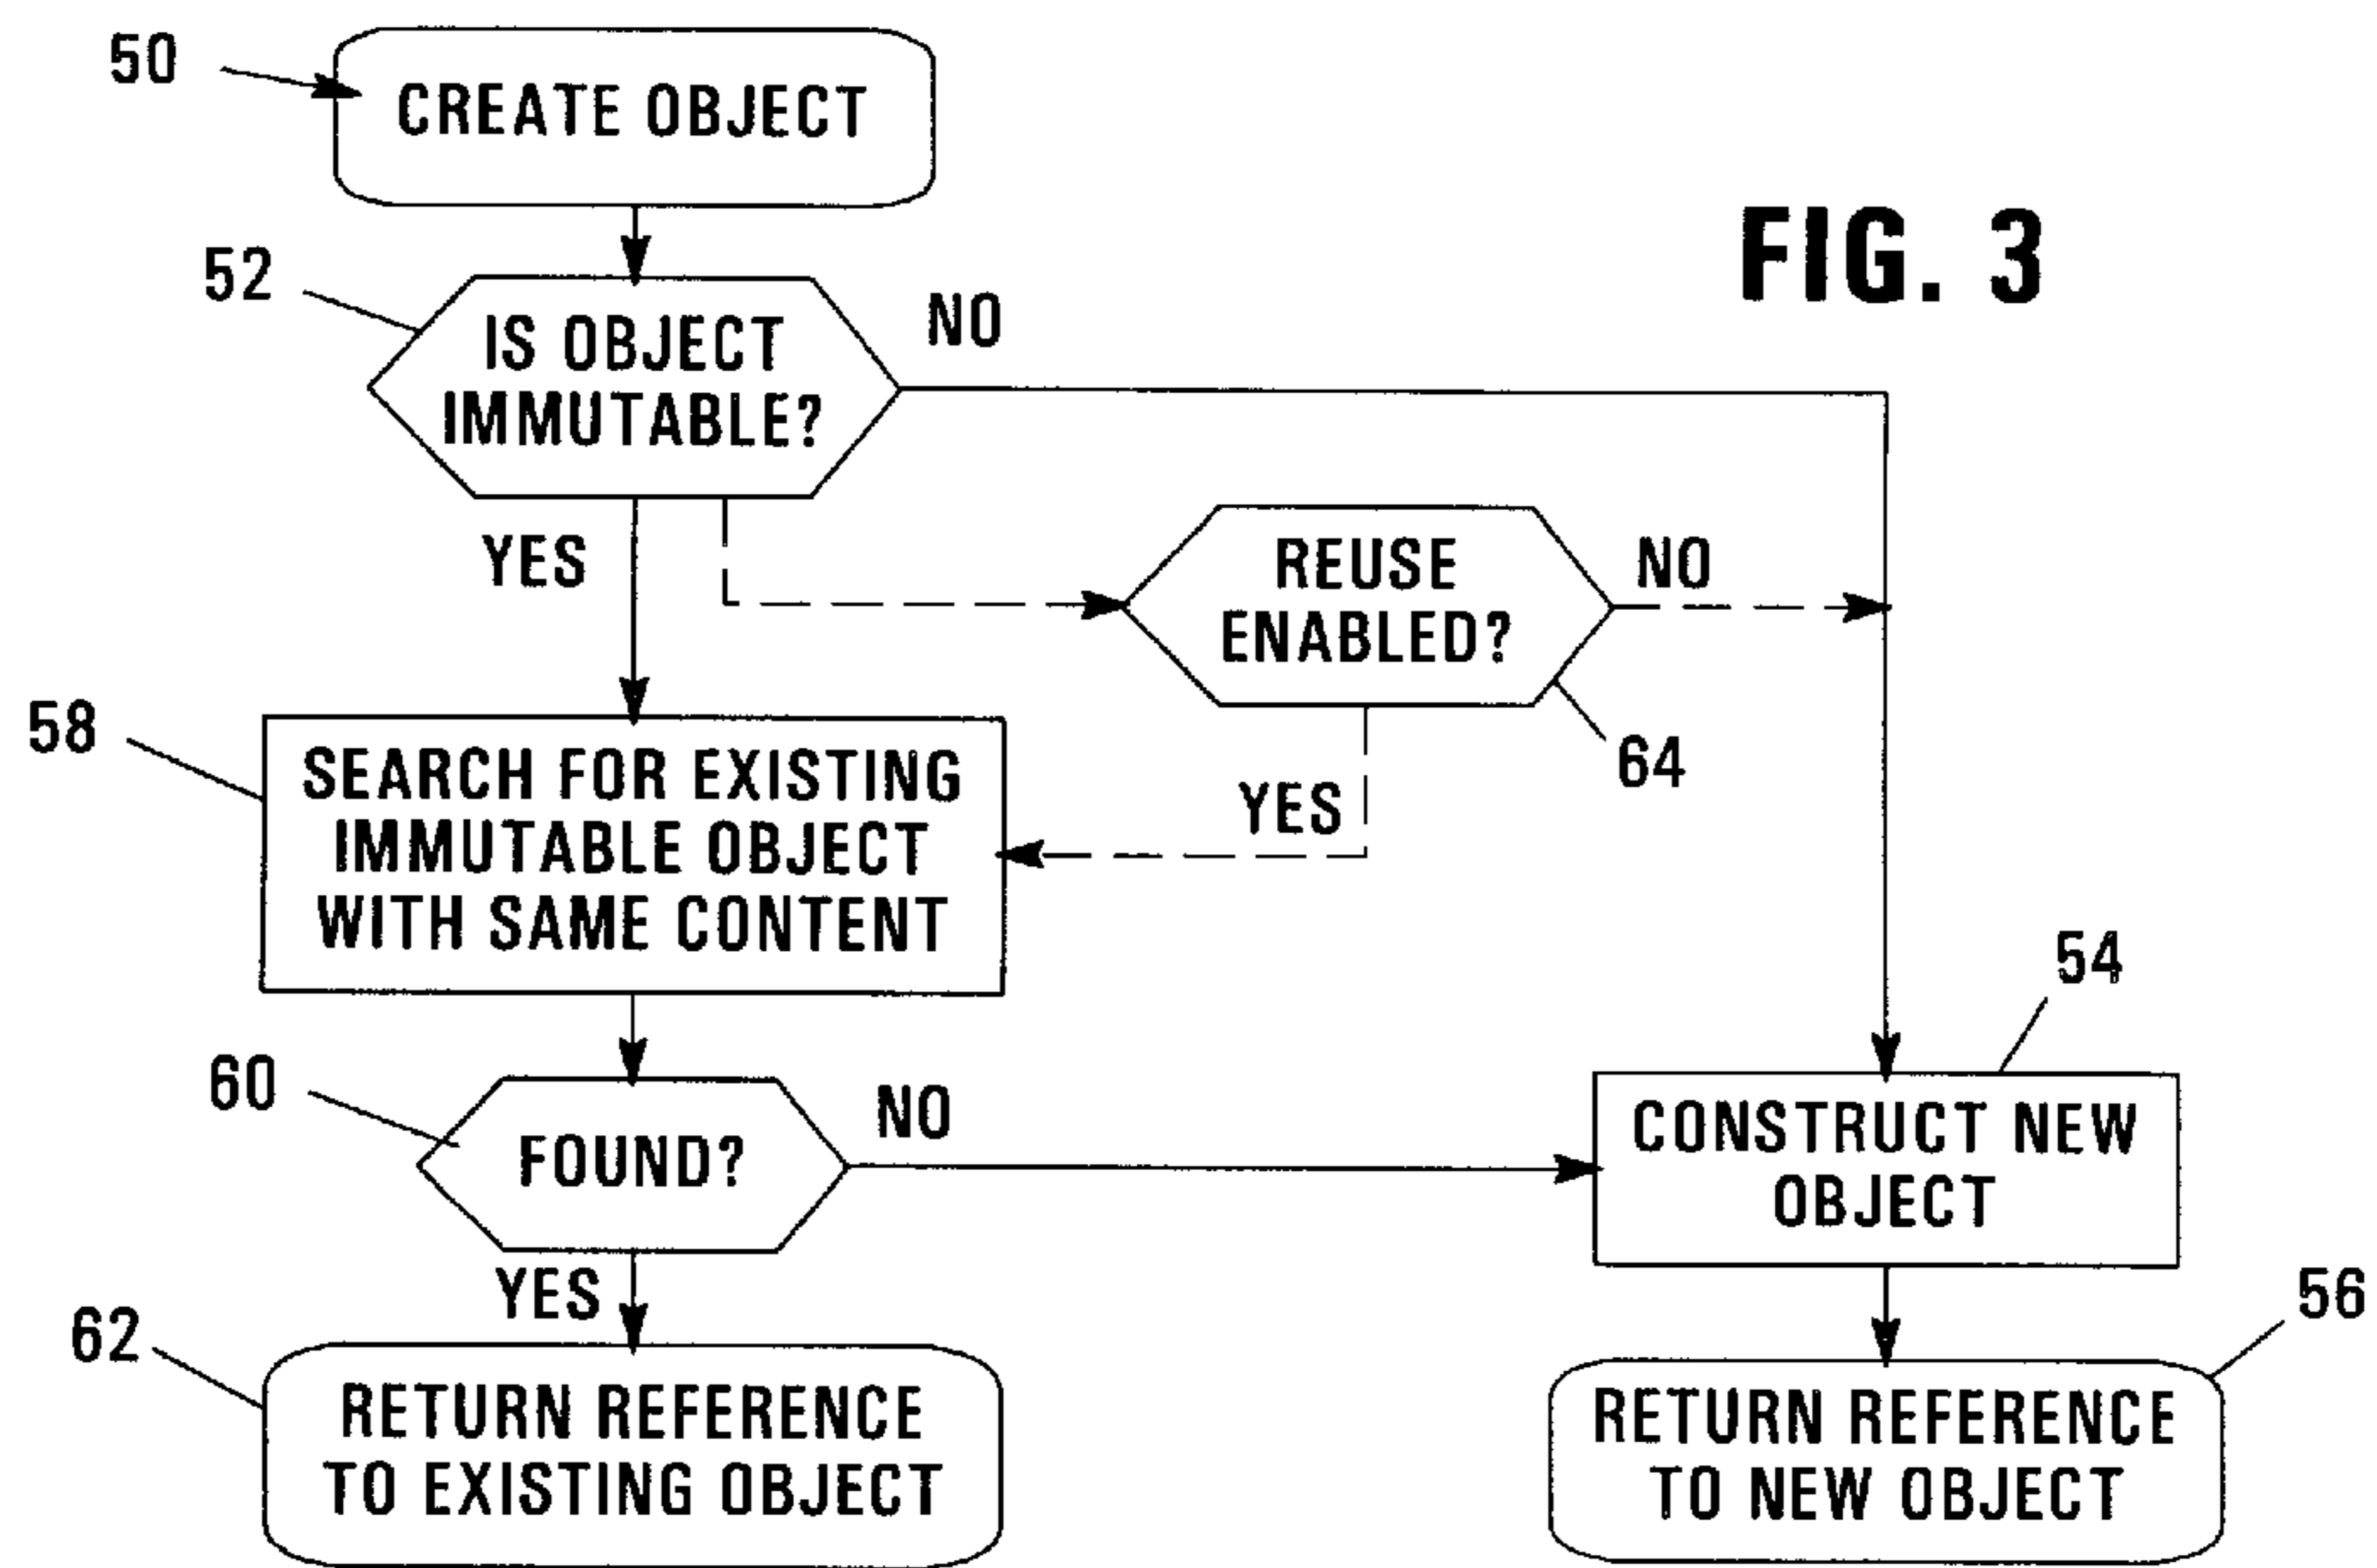 50
CREATE OBJECT
FIG. 3
52
IS OBJECT
IMMUTABLE?
NO
YES
REUSE
ENABLED?
NO
64
YES
58
SEARCH FOR EXISTING
IMMUTABLE OBJECT
WITH SAME CONTENT
54
60
FOUND?
NO
CONSTRUCT NEW
OBJECT
YES
56
62
RETURN REFERENCE
TO EXISTING OBJECT
RETURN REFERENCE
TO NEW OBJECT